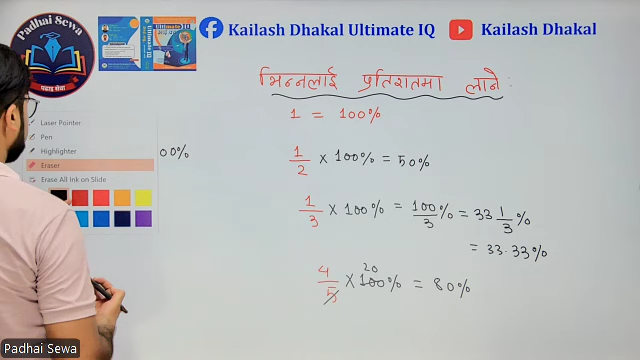 Padhai Sewa
पढाइ सेवा
Ultimate IQ
Kailash Dhakal Ultimate IQ
Kailash Dhakal
भिन्नलाई प्रतिशतमा लाने :
1 = 100%
1/2 × 100% = 50%
1/3 × 100% = 100/3 % = 33 1/3 %
= 33.33%
4/5 × 100% 20 = 80%
Laser Pointer
Pen
Highlighter
Eraser
Erase All Ink on Slide
00%
Padhai Sewa